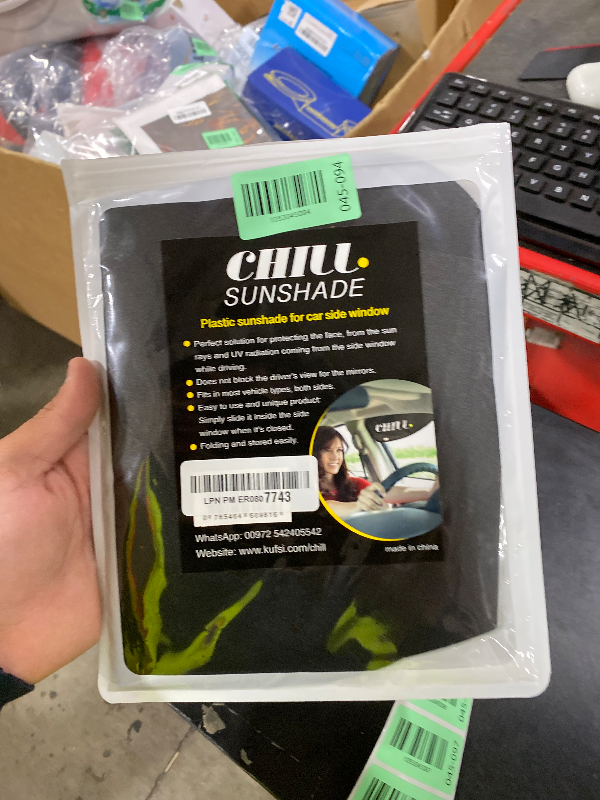 045-094
1053045094
CHILL.
SUNSHADE
Plastic sunshade for car side window
Perfect solution for protecting the face, from the sun
rays and UV radiation coming from the side window
while driving.
Does not block the driver's view for the mirrors.
Fits in most vehicle types, both sides.
Easy to use and unique product:
Simply slide it inside the side
window when it's closed.
Folding and stored easily.
CHILL.
LPN PM ER080 7743
WhatsApp: 00972 542405542
Website: www.kufsi.com/chill
made in china
045-097